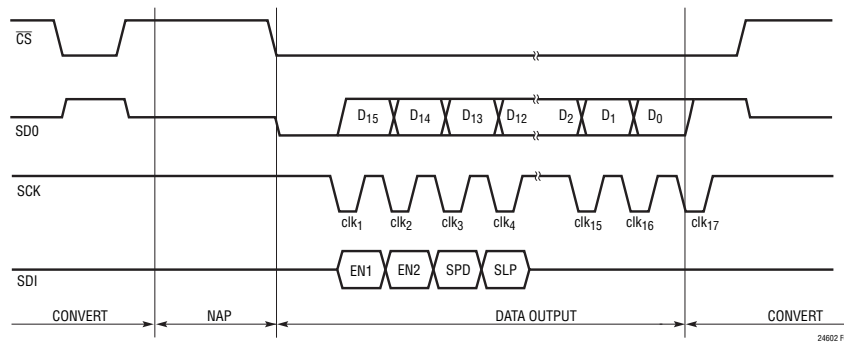 CS
SD0
D15 D14 D13 D12 D2 D1 D0
SCK
clk1 clk2 clk3 clk4 clk15 clk16 clk17
SDI
EN1 EN2 SPD SLP
CONVERT NAP DATA OUTPUT CONVERT
24602 F